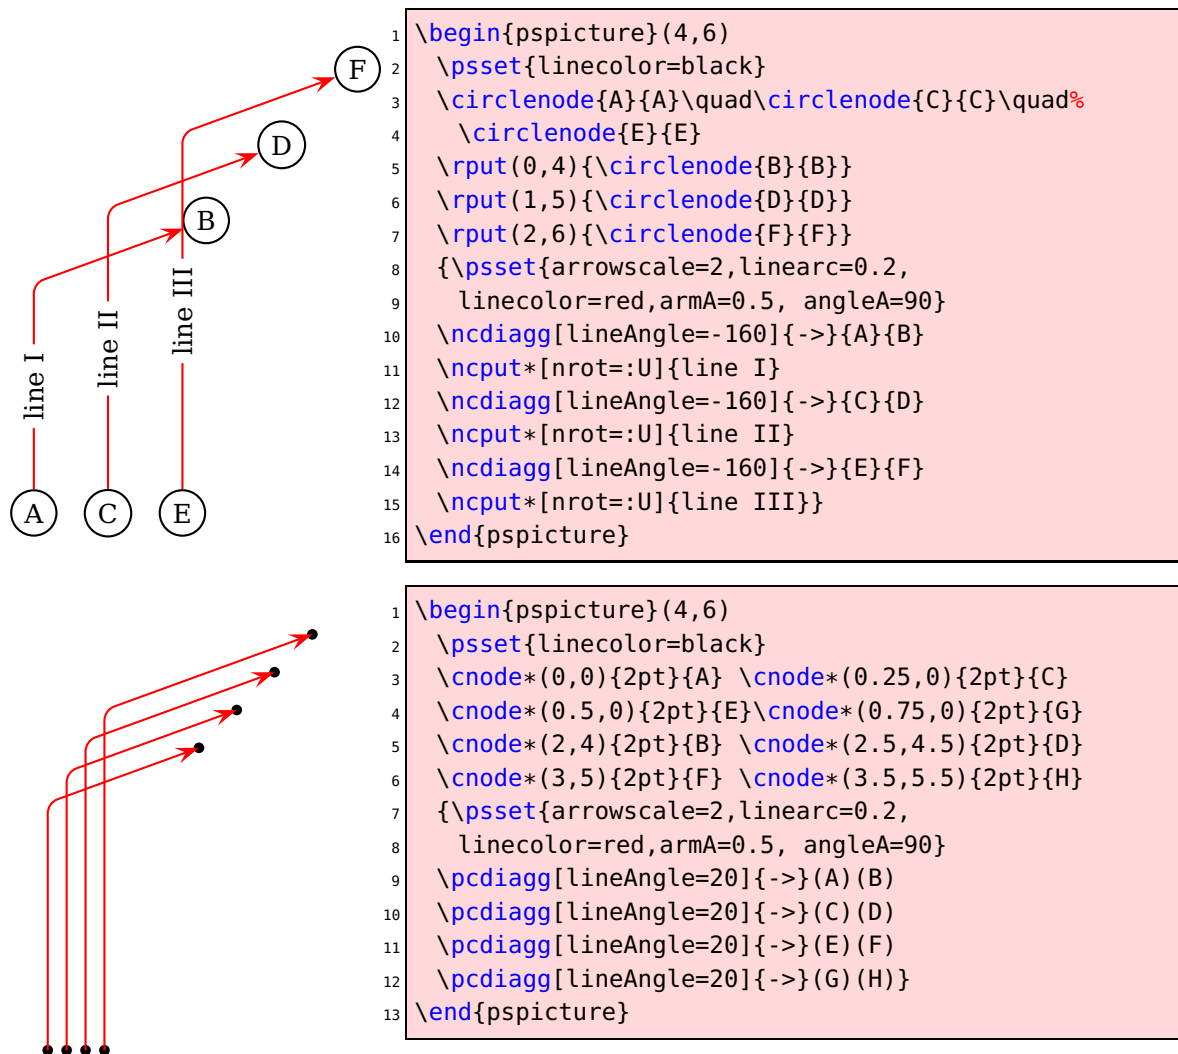 F
D
B
line III
line II
line I
A C E
1 \begin{pspicture}(4,6)
2 \psset{linecolor=black}
3 \circlenode{A}{A}\quad\circlenode{C}{C}\quad%
4 \circlenode{E}{E}
5 \rput(0,4){\circlenode{B}{B}}
6 \rput(1,5){\circlenode{D}{D}}
7 \rput(2,6){\circlenode{F}{F}}
8 {\psset{arrowscale=2,linearc=0.2,
9 linecolor=red,armA=0.5, angleA=90}
10 \ncdiagg[lineAngle=-160]{->}{A}{B}
11 \ncput*[nrot=:U]{line I}
12 \ncdiagg[lineAngle=-160]{->}{C}{D}
13 \ncput*[nrot=:U]{line II}
14 \ncdiagg[lineAngle=-160]{->}{E}{F}
15 \ncput*[nrot=:U]{line III}}
16 \end{pspicture}
1 \begin{pspicture}(4,6)
2 \psset{linecolor=black}
3 \cnode*(0,0){2pt}{A} \cnode*(0.25,0){2pt}{C}
4 \cnode*(0.5,0){2pt}{E}\cnode*(0.75,0){2pt}{G}
5 \cnode*(2,4){2pt}{B} \cnode*(2.5,4.5){2pt}{D}
6 \cnode*(3,5){2pt}{F} \cnode*(3.5,5.5){2pt}{H}
7 {\psset{arrowscale=2,linearc=0.2,
8 linecolor=red,armA=0.5, angleA=90}
9 \pcdiagg[lineAngle=20]{->}(A)(B)
10 \pcdiagg[lineAngle=20]{->}(C)(D)
11 \pcdiagg[lineAngle=20]{->}(E)(F)
12 \pcdiagg[lineAngle=20]{->}(G)(H)}
13 \end{pspicture}